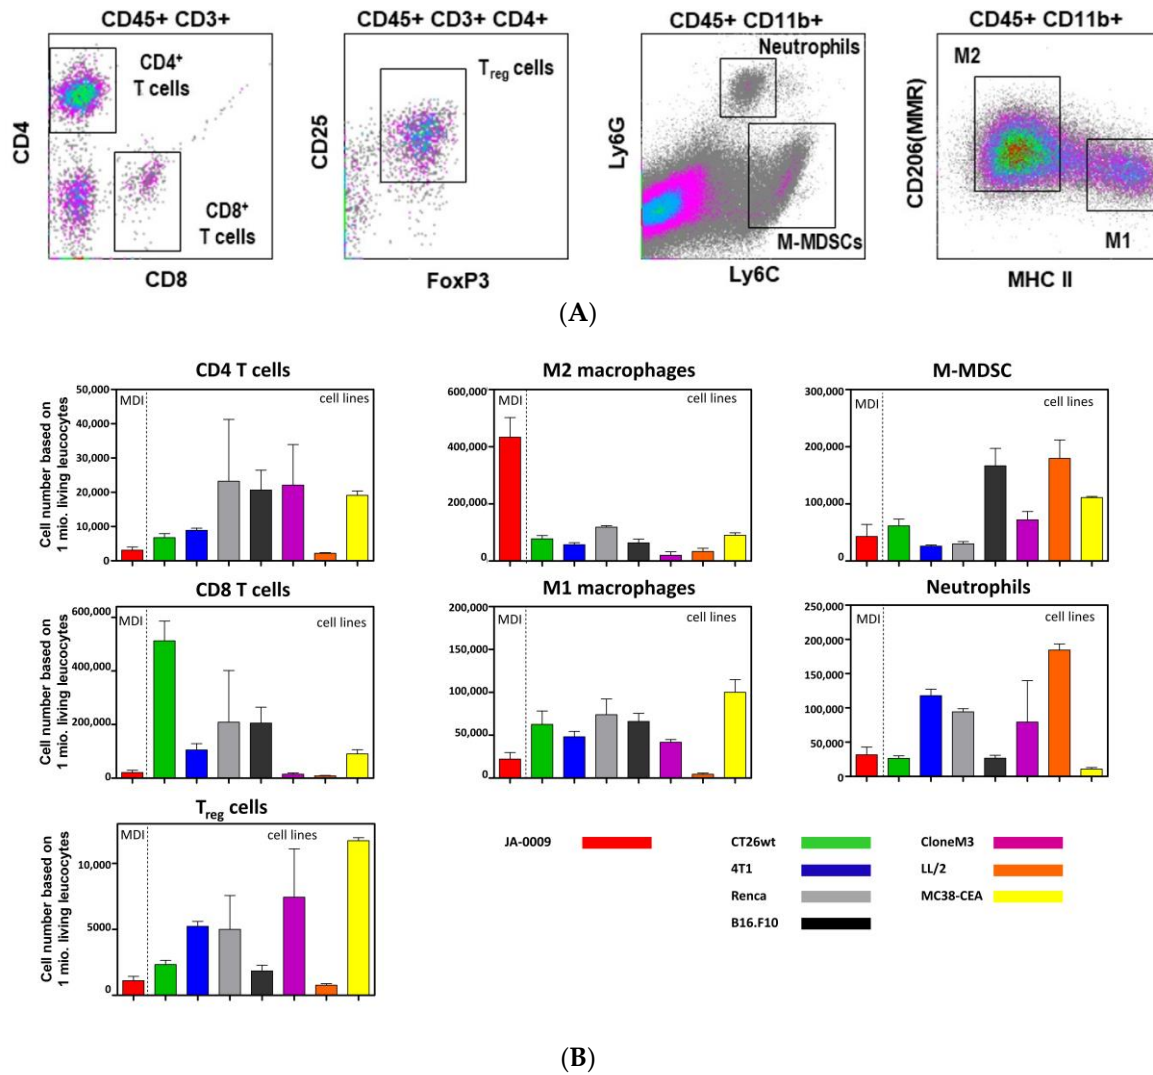 CD45+ CD3+
CD4
CD4+
T cells
CD8+
T cells
CD8
CD45+ CD3+ CD4+
CD25
Treg cells
FoxP3
CD45+ CD11b+
Neutrophils
Ly6G
M-MDSCs
Ly6C
CD45+ CD11b+
M2
CD206(MMR)
M1
MHC II
(A)
CD4 T cells
Cell number based on
1 mio. living leucocytes
50,000
40,000
30,000
20,000
10,000
0
MDI
cell lines
M2 macrophages
600,000
400,000
200,000
0
MDI
cell lines
M-MDSC
300,000
200,000
100,000
0
MDI
cell lines
CD8 T cells
Cell number based on
1 mio. living leucocytes
600,000
400,000
200,000
0
MDI
cell lines
M1 macrophages
200,000
150,000
100,000
50,000
0
MDI
cell lines
Neutrophils
250,000
200,000
150,000
100,000
50,000
0
MDI
cell lines
Treg cells
Cell number based on
1 mio. living leucocytes
10,000
5000
0
MDI
cell lines
JA-0009
CT26wt
4T1
Renca
B16.F10
CloneM3
LL/2
MC38-CEA
(B)